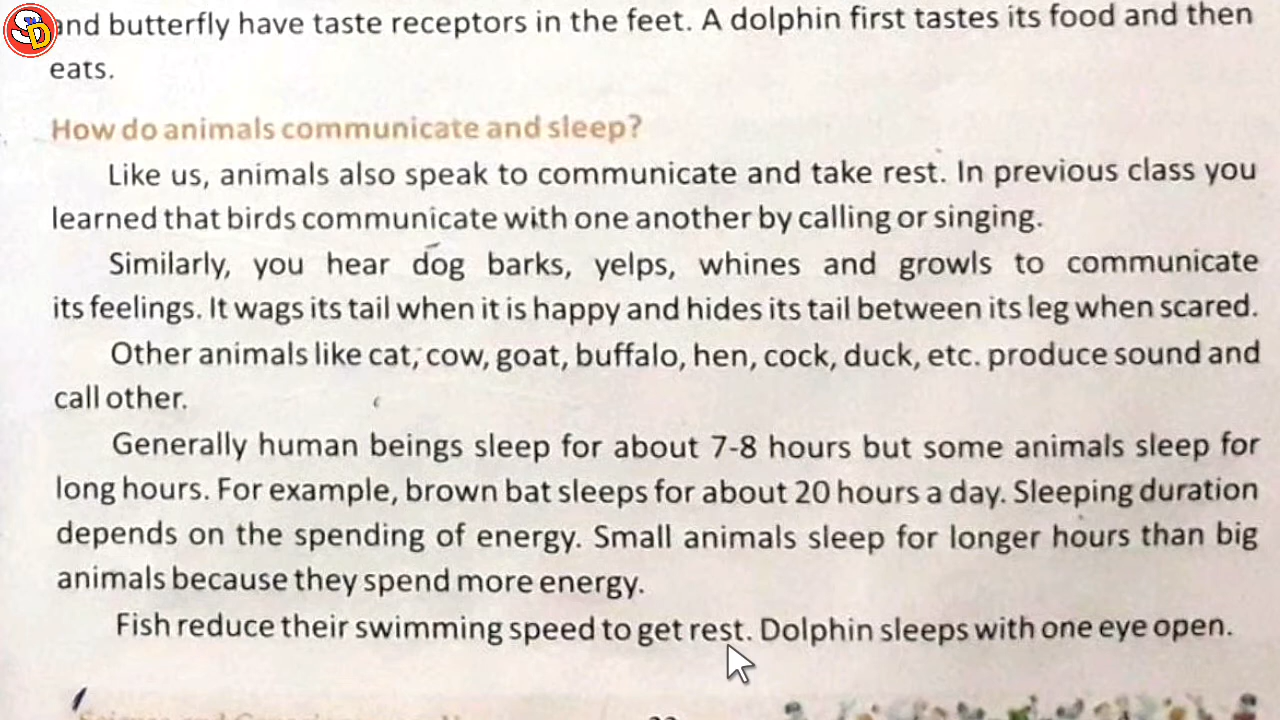 and butterfly have taste receptors in the feet. A dolphin first tastes its food and then
eats.
How do animals communicate and sleep?
Like us, animals also speak to communicate and take rest. In previous class you
learned that birds communicate with one another by calling or singing.
Similarly, you hear dog barks, yelps, whines and growls to communicate
its feelings. It wags its tail when it is happy and hides its tail between its leg when scared.
Other animals like cat, cow, goat, buffalo, hen, cock, duck, etc. produce sound and
call other.
Generally human beings sleep for about 7-8 hours but some animals sleep for
long hours. For example, brown bat sleeps for about 20 hours a day. Sleeping duration
depends on the spending of energy. Small animals sleep for longer hours than big
animals because they spend more energy.
Fish reduce their swimming speed to get rest. Dolphin sleeps with one eye open.